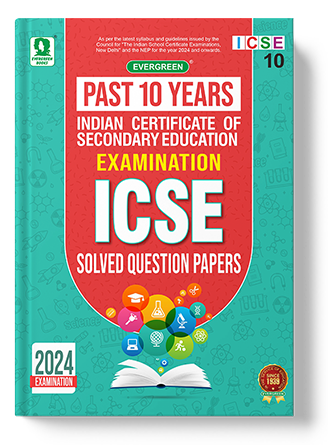 As per the latest syllabus and guidelines issued by the
Council for "The Indian School Certificate Examinations,
New Delhi" and the NEP for the year 2024 and onwards.
EVERGREEN
BOOKS
ICSE
10
EVERGREEN®
PAST 10 YEARS
INDIAN CERTIFICATE OF
SECONDARY EDUCATION
EXAMINATION
ICSE
SOLVED QUESTION PAPERS
2024
EXAMINATION
SINCE
1939